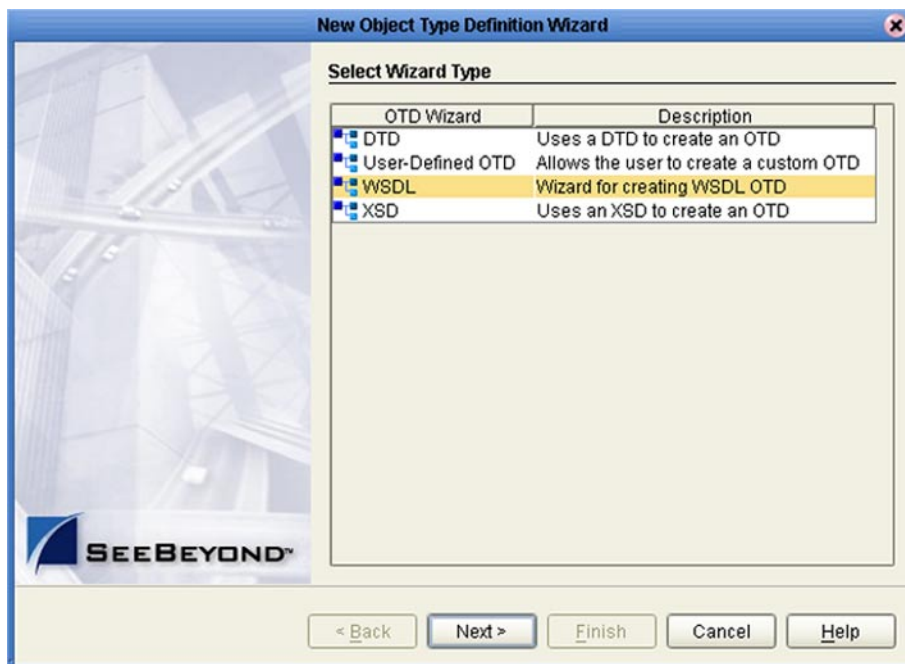 New Object Type Definition Wizard
Select Wizard Type
OTD Wizard Description
DTD Uses a DTD to create an OTD
User-Defined OTD Allows the user to create a custom OTD
WSDL Wizard for creating WSDL OTD
XSD Uses an XSD to create an OTD
SEEBEYOND™
< Back Next > Finish Cancel Help